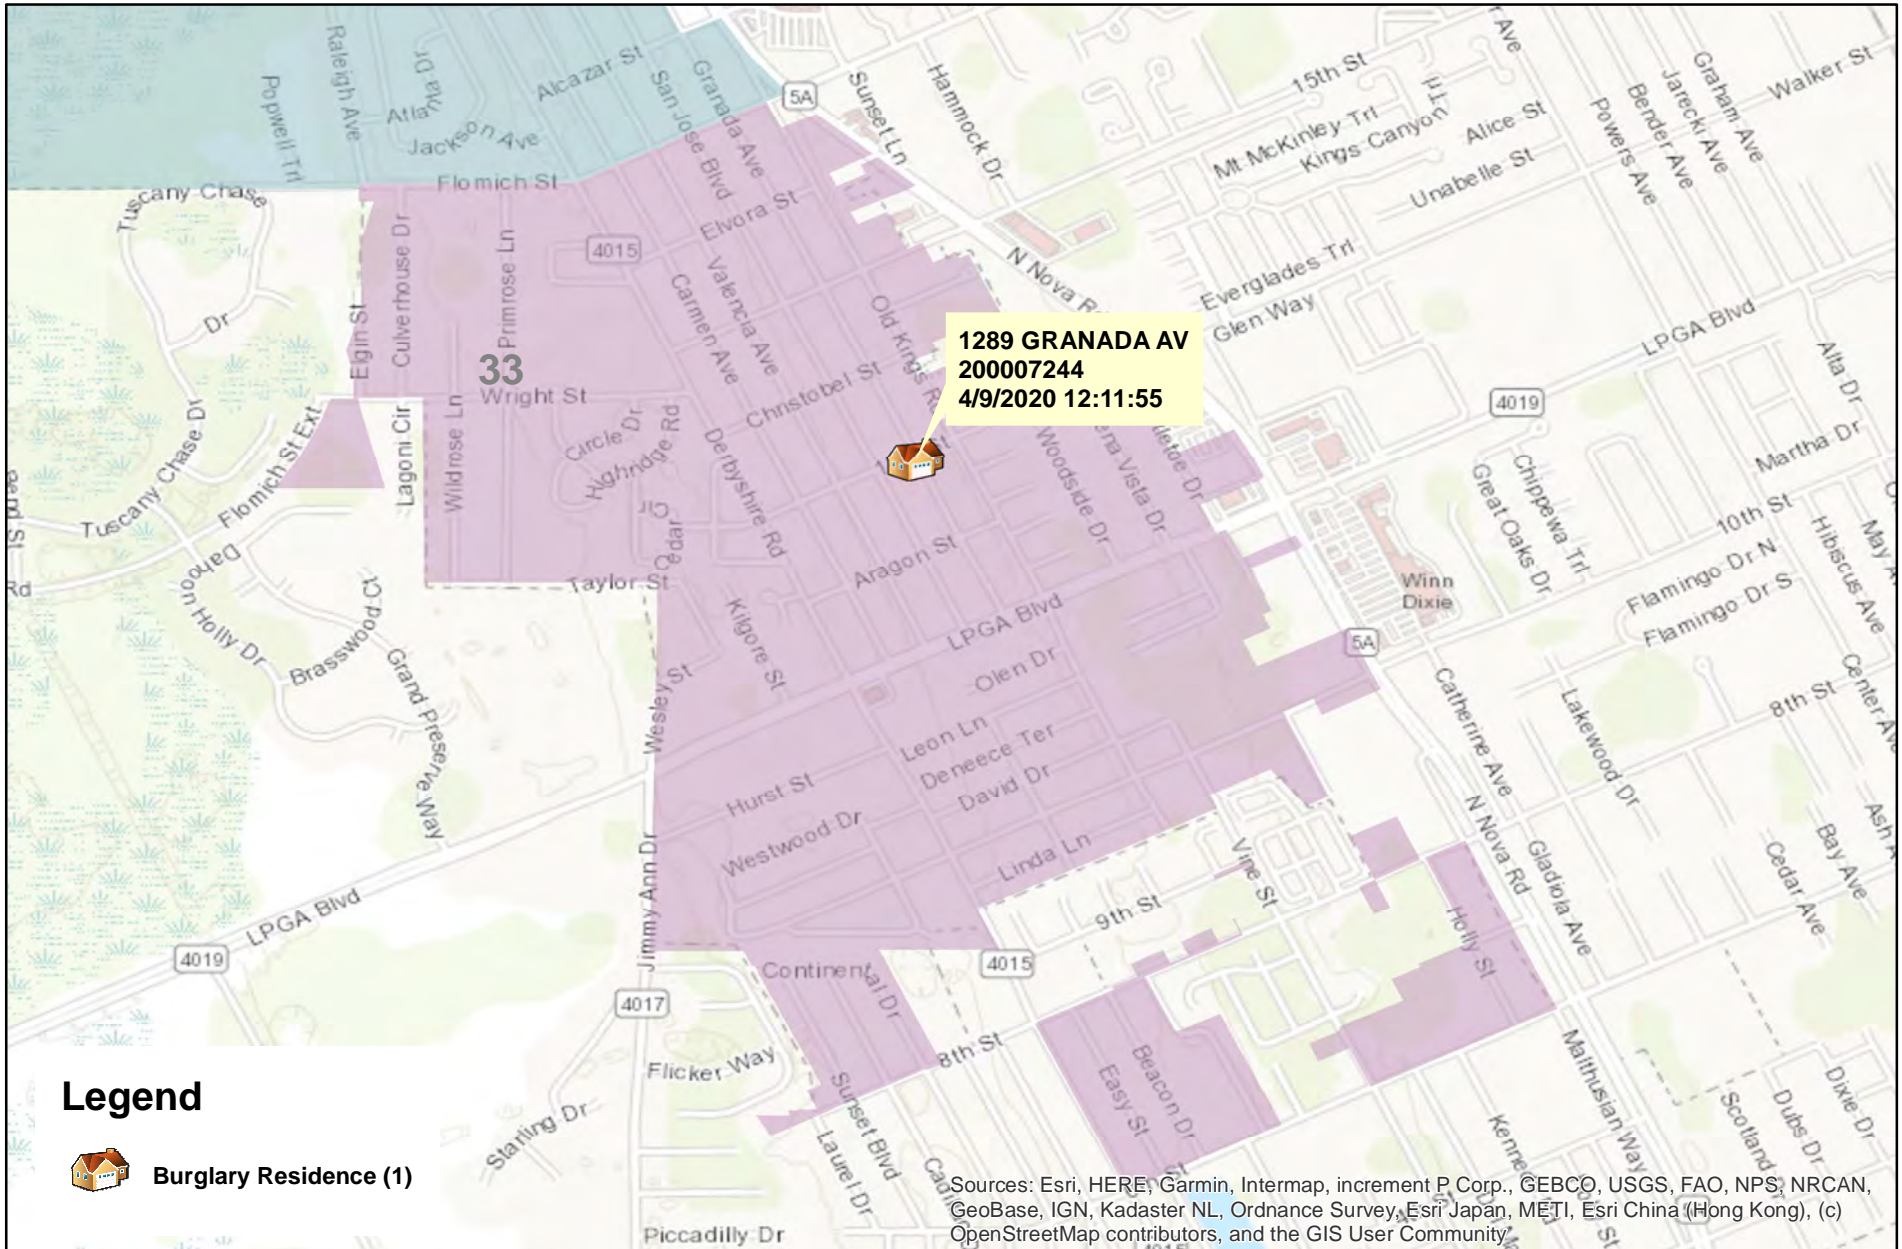 Raleigh Ave
Popwell Trl
Alcazar St
San Jose Blvd
Granada Ave
5A
Sunset Ln
Hammock Dr
15th St
Mt McKinley Trl
Kings Canyon
Alice St
Unabelle St
Powers Ave
Bender Ave
Jarecki Ave
Graham Ave
Walker St
Jackson Ave
Flomich St
Tuscany Chase
Dr
Tuscany Chase Dr
Elgin St
Culverhouse Dr
Primrose Ln
4015
Elvora St
Carmen Ave
Valencia Ave
Old Kings Rd
N Nova Rd
Everglades Trl
Glen Way
LPGA Blvd
Alta Dr
33
Wright St
Christobel St
1289 GRANADA AV
200007244
4/9/2020 12:11:55
4019
Martha Dr
Flomich St Ext
Lagoni Cir
Wildrose Ln
Circle Dr
Highridge Rd
Derbyshire Rd
Woodside Dr
Great Oaks Dr
Chippewa Trl
10th St
Hibiscus Ave
Dahoon Holly Dr
Brasswood Ct
Grand Preserve Way
Taylor St
Cedar Cir
Kilgore St
Aragon St
LPGA Blvd
Winn
Dixie
Flamingo Dr N
Flamingo Dr S
5A
Wesley St
Olen Dr
Leon Ln
Deneece Ter
David Dr
Catherine Ave
Lakewood Dr
8th St
Center Ave
Hurst St
Westwood Dr
Linda Ln
Vine St
N Nova Rd
Gladiola Ave
Cedar Ave
Bay Ave
LPGA Blvd
4019
Jimmy Ann Dr
9th St
Holly St
4015
Continental Dr
4017
8th St
Flicker Way
Starling Dr
Sunset Blvd
Laurel Dr
Easy St
Beacon Dr
Malthusian Way
Dubs Dr
Dixie Dr
Piccadilly Dr
Legend
Burglary Residence (1)
Sources: Esri, HERE, Garmin, Intermap, increment P Corp., GEBCO, USGS, FAO, NPS, NRCAN,
GeoBase, IGN, Kadaster NL, Ordnance Survey, Esri Japan, METI, Esri China (Hong Kong), (c)
OpenStreetMap contributors, and the GIS User Community